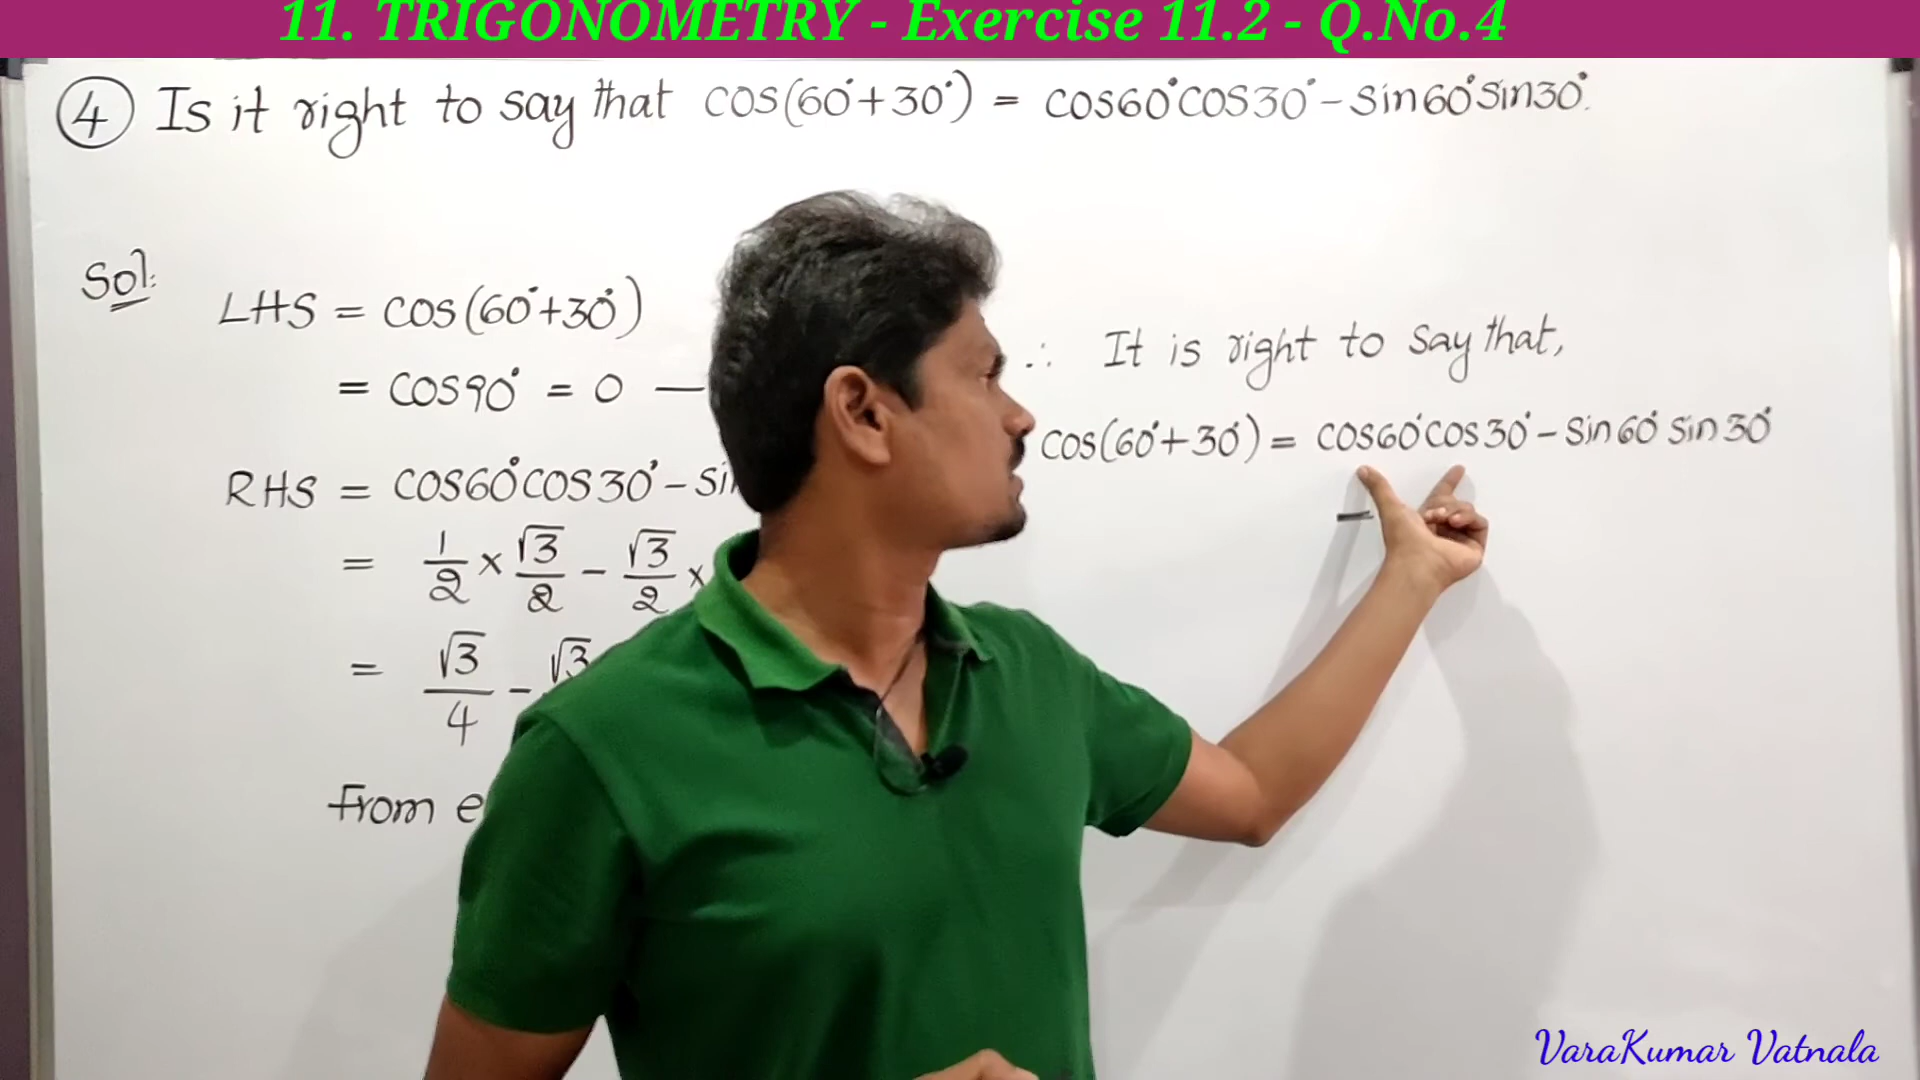 11. TRIGONOMETRY - Exercise 11.2 - Q.No.4
④ Is it right to say that cos(60°+30°) = cos60°cos30° - sin60°sin30°.
Sol:
LHS = cos(60°+30°)
= cos90° = 0 —
RHS = cos60°cos30° -
= 1/2 × √3/2 - √3/2 ×
= √3/4 - √3
From
∴ It is right to say that,
cos(60°+30°) = cos60°cos30° - sin60° sin30°
VaraKumar Vatnala